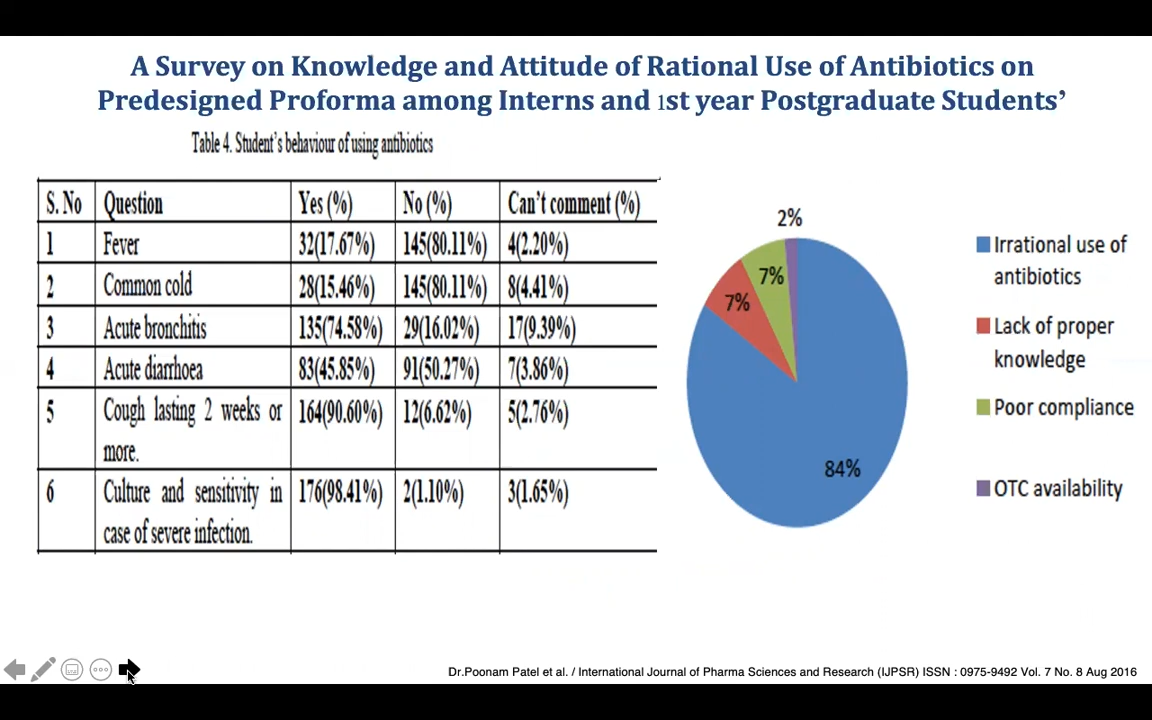 A Survey on Knowledge and Attitude of Rational Use of Antibiotics on
Predesigned Proforma among Interns and 1st year Postgraduate Students’
Table 4. Student’s behaviour of using antibiotics
S. No Question Yes (%) No (%) Can’t comment (%)
1 Fever 32(17.67%) 145(80.11%) 4(2.20%)
2 Common cold 28(15.46%) 145(80.11%) 8(4.41%)
3 Acute bronchitis 135(74.58%) 29(16.02%) 17(9.39%)
4 Acute diarrhoea 83(45.85%) 91(50.27%) 7(3.86%)
5 Cough lasting 2 weeks or 164(90.60%) 12(6.62%) 5(2.76%)
more.
6 Culture and sensitivity in 176(98.41%) 2(1.10%) 3(1.65%)
case of severe infection.
2%
7%
7%
84%
Irrational use of
antibiotics
Lack of proper
knowledge
Poor compliance
OTC availability
Dr.Poonam Patel et al. / International Journal of Pharma Sciences and Research (IJPSR) ISSN : 0975-9492 Vol. 7 No. 8 Aug 2016